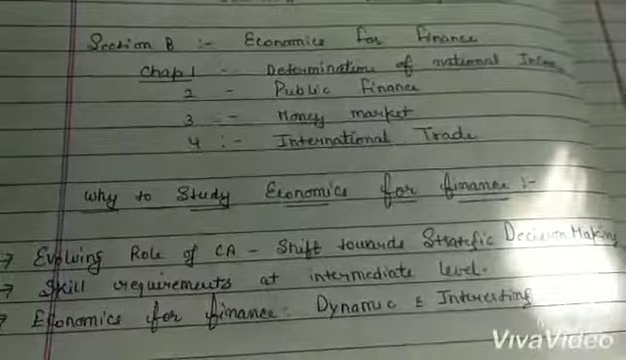 Section B :- Economics for finance
Chap 1 - Determination of national Income
2 - Public finance
3 :- Money market
4 :- International Trade
Why to Study Economics for finance :-
→ Evolving Role of CA - Shift towards Strategic Decision Making
→ Skill requirements at intermediate level.
→ Economics for finance : Dynamic & Interesting
VivaVideo